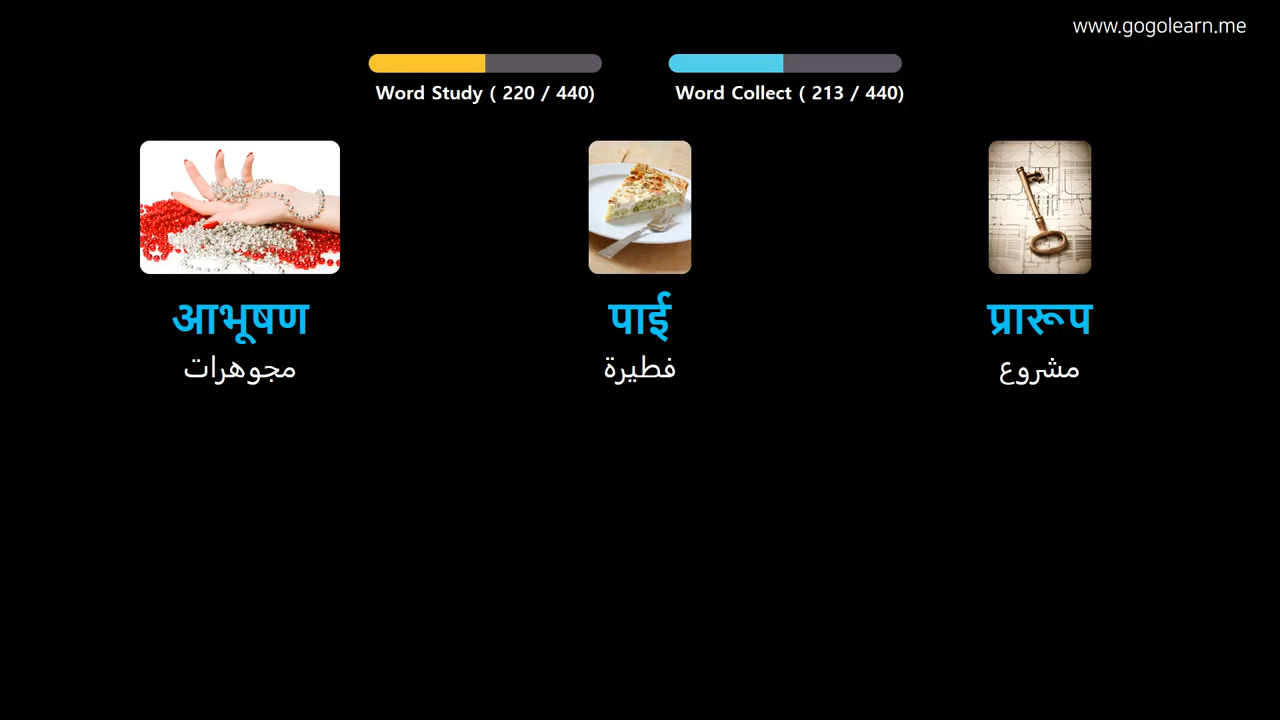 www.gogolearn.me
Word Study ( 220 / 440)
Word Collect ( 213 / 440)
आभूषण
مجوهرات
पाई
فطيرة
प्रारूप
مشروع